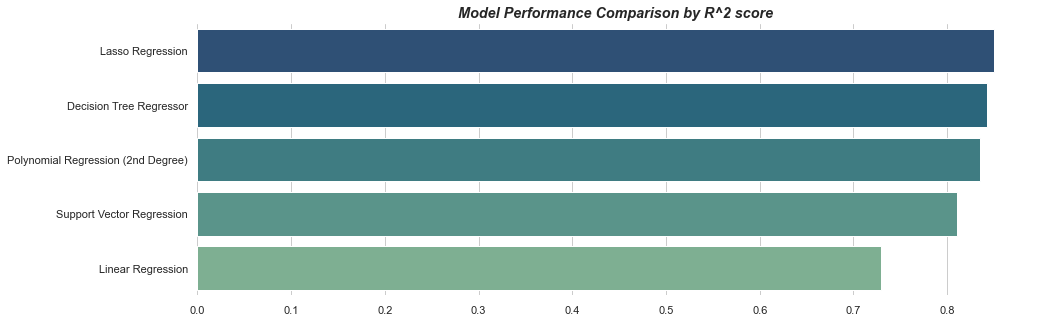 Model Performance Comparison by R^2 score
Lasso Regression
Decision Tree Regressor
Polynomial Regression (2nd Degree)
Support Vector Regression
Linear Regression
0.0 0.1 0.2 0.3 0.4 0.5 0.6 0.7 0.8